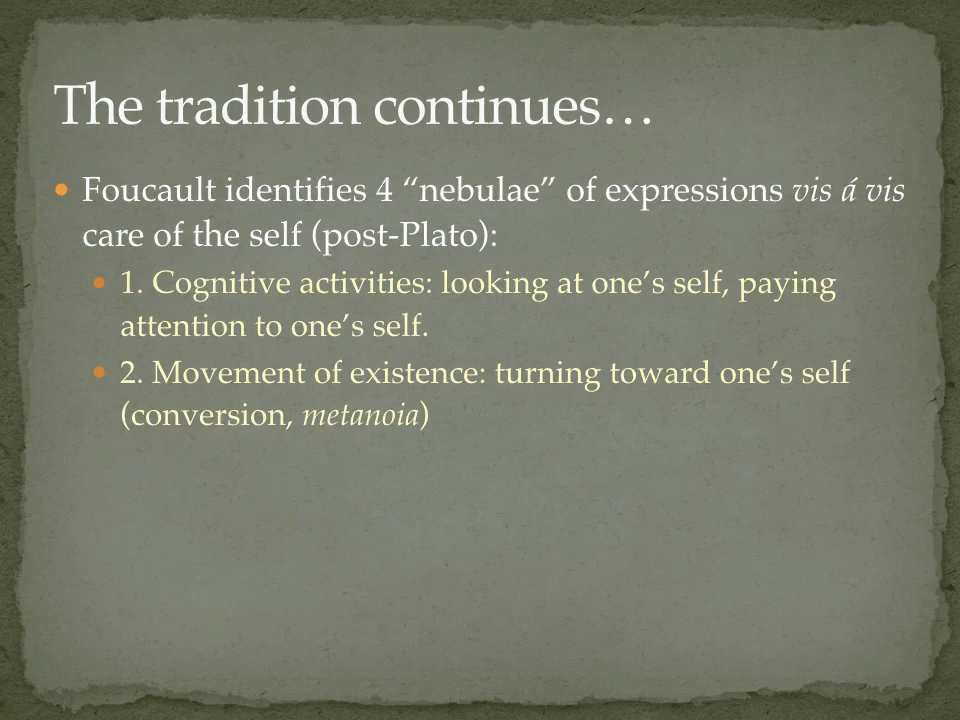 The tradition continues…
• Foucault identifies 4 “nebulae” of expressions vis á vis
care of the self (post-Plato):
• 1. Cognitive activities: looking at one’s self, paying
attention to one’s self.
• 2. Movement of existence: turning toward one’s self
(conversion, metanoia)